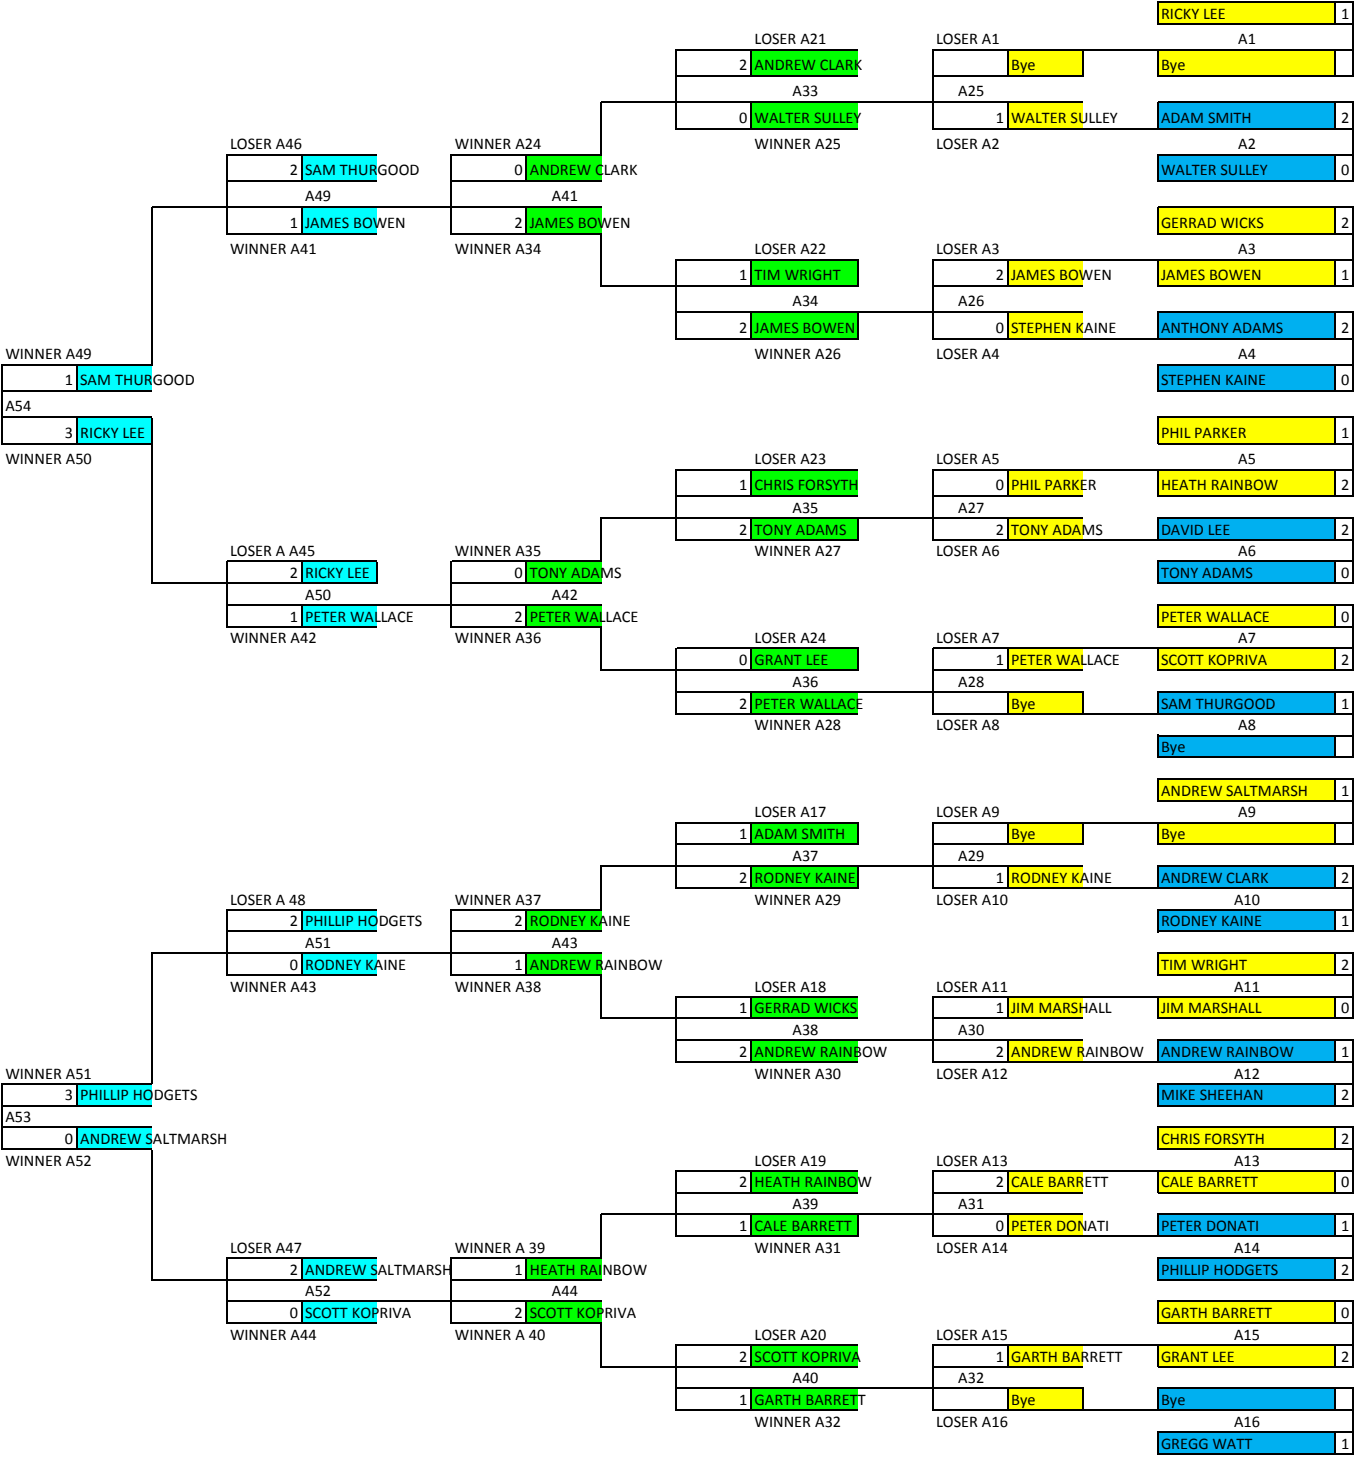 RICKY LEE 1
LOSER A21 LOSER A1 A1
2 ANDREW CLARK Bye Bye
A33 A25
0 WALTER SULLEY 1 WALTER SULLEY ADAM SMITH 2
LOSER A46 WINNER A24 WINNER A25 LOSER A2 A2
2 SAM THURGOOD 0 ANDREW CLARK WALTER SULLEY 0
A49 A41
1 JAMES BOWEN 2 JAMES BOWEN GERRAD WICKS 2
WINNER A41 WINNER A34 LOSER A22 LOSER A3 A3
1 TIM WRIGHT 2 JAMES BOWEN JAMES BOWEN 1
A34 A26
2 JAMES BOWEN 0 STEPHEN KAINE ANTHONY ADAMS 2
WINNER A49 WINNER A26 LOSER A4 A4
1 SAM THURGOOD STEPHEN KAINE 0
A54
3 RICKY LEE PHIL PARKER 1
WINNER A50 LOSER A23 LOSER A5 A5
1 CHRIS FORSYTH 0 PHIL PARKER HEATH RAINBOW 2
A35 A27
2 TONY ADAMS 2 TONY ADAMS DAVID LEE 2
LOSER A A45 WINNER A35 WINNER A27 LOSER A6 A6
2 RICKY LEE 0 TONY ADAMS TONY ADAMS 0
A50 A42
1 PETER WALLACE 2 PETER WALLACE PETER WALLACE 0
WINNER A42 WINNER A36 LOSER A24 LOSER A7 A7
0 GRANT LEE 1 PETER WALLACE SCOTT KOPRIVA 2
A36 A28
2 PETER WALLACE Bye SAM THURGOOD 1
WINNER A28 LOSER A8 A8
Bye
ANDREW SALTMARSH 1
LOSER A17 LOSER A9 A9
1 ADAM SMITH Bye Bye
A37 A29
2 RODNEY KAINE 1 RODNEY KAINE ANDREW CLARK 2
LOSER A 48 WINNER A37 WINNER A29 LOSER A10 A10
2 PHILLIP HODGETS 2 RODNEY KAINE RODNEY KAINE 1
A51 A43
0 RODNEY KAINE 1 ANDREW RAINBOW TIM WRIGHT 2
WINNER A43 WINNER A38 LOSER A18 LOSER A11 A11
1 GERRAD WICKS 1 JIM MARSHALL JIM MARSHALL 0
A38 A30
2 ANDREW RAINBOW 2 ANDREW RAINBOW ANDREW RAINBOW 1
WINNER A51 WINNER A30 LOSER A12 A12
3 PHILLIP HODGETS MIKE SHEEHAN 2
A53
0 ANDREW SALTMARSH CHRIS FORSYTH 2
WINNER A52 LOSER A19 LOSER A13 A13
2 HEATH RAINBOW 2 CALE BARRETT CALE BARRETT 0
A39 A31
1 CALE BARRETT 0 PETER DONATI PETER DONATI 1
LOSER A47 WINNER A 39 WINNER A31 LOSER A14 A14
2 ANDREW SALTMARSH 1 HEATH RAINBOW PHILLIP HODGETS 2
A52 A44
0 SCOTT KOPRIVA 2 SCOTT KOPRIVA GARTH BARRETT 0
WINNER A44 WINNER A 40 LOSER A20 LOSER A15 A15
2 SCOTT KOPRIVA 1 GARTH BARRETT GRANT LEE 2
A40 A32
1 GARTH BARRETT Bye Bye
WINNER A32 LOSER A16 A16
GREGG WATT 1